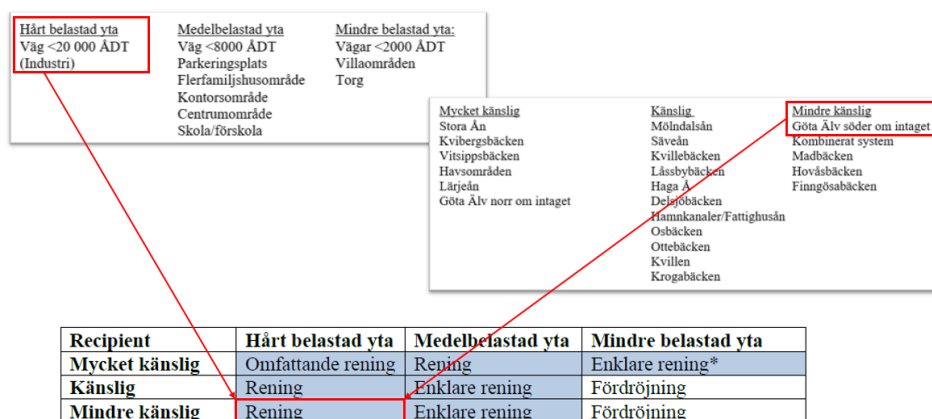 Hårt belastad yta
Väg <20 000 ÅDT
(Industri)
Medelbelastad yta
Väg <8000 ÅDT
Parkeringsplats
Flerfamiljshusområde
Kontorsområde
Centrumområde
Skola/förskola
Mindre belastad yta:
Vägar <2000 ÅDT
Villaområden
Torg
Mycket känslig
Stora Ån
Kvibergsbäcken
Vitsippsbäcken
Havsområden
Lärjeån
Göta Älv norr om intaget
Känslig
Mölndalsån
Säveån
Kvillebäcken
Låssbybäcken
Haga Å
Delsjöbäcken
Hamnkanaler/Fattighusån
Osbäcken
Ottebäcken
Kvillen
Krogabäcken
Mindre känslig
Göta Älv söder om intaget
Kombinerat system
Madbäcken
Hovåsbäcken
Finngösabäcken
Recipient Hårt belastad yta Medelbelastad yta Mindre belastad yta
Mycket känslig Omfattande rening Rening Enklare rening*
Känslig Rening Enklare rening Fördröjning
Mindre känslig Rening Enklare rening Fördröjning